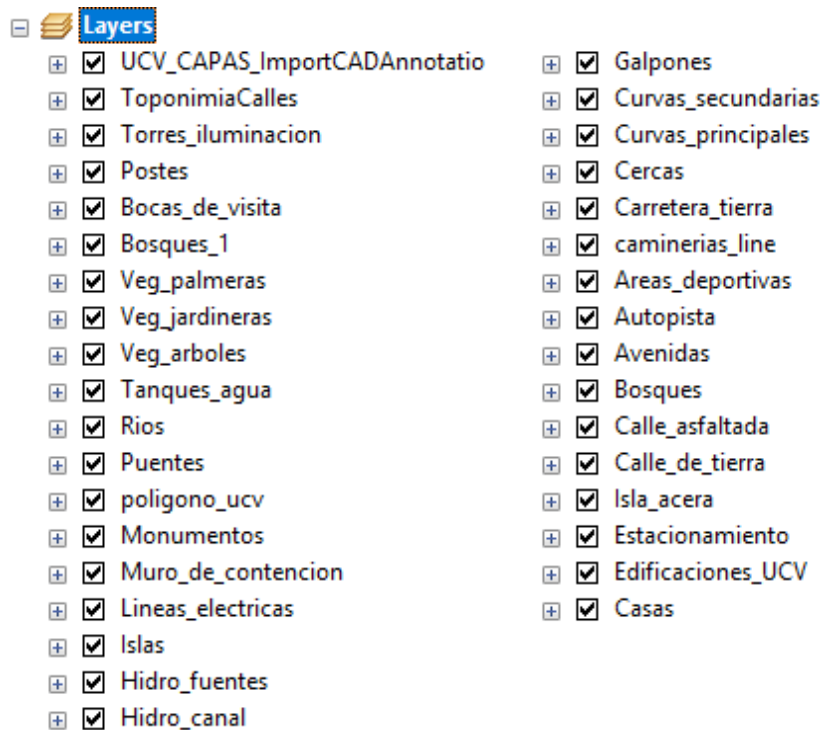 Layers
UCV_CAPAS_ImportCADAnnotatio
ToponimiaCalles
Torres_iluminacion
Postes
Bocas_de_visita
Bosques_1
Veg_palmeras
Veg_jardineras
Veg_arboles
Tanques_agua
Rios
Puentes
poligono_ucv
Monumentos
Muro_de_contencion
Lineas_electricas
Islas
Hidro_fuentes
Hidro_canal
Galpones
Curvas_secundarias
Curvas_principales
Cercas
Carretera_tierra
caminerias_line
Areas_deportivas
Autopista
Avenidas
Bosques
Calle_asfaltada
Calle_de_tierra
Isla_acera
Estacionamiento
Edificaciones_UCV
Casas